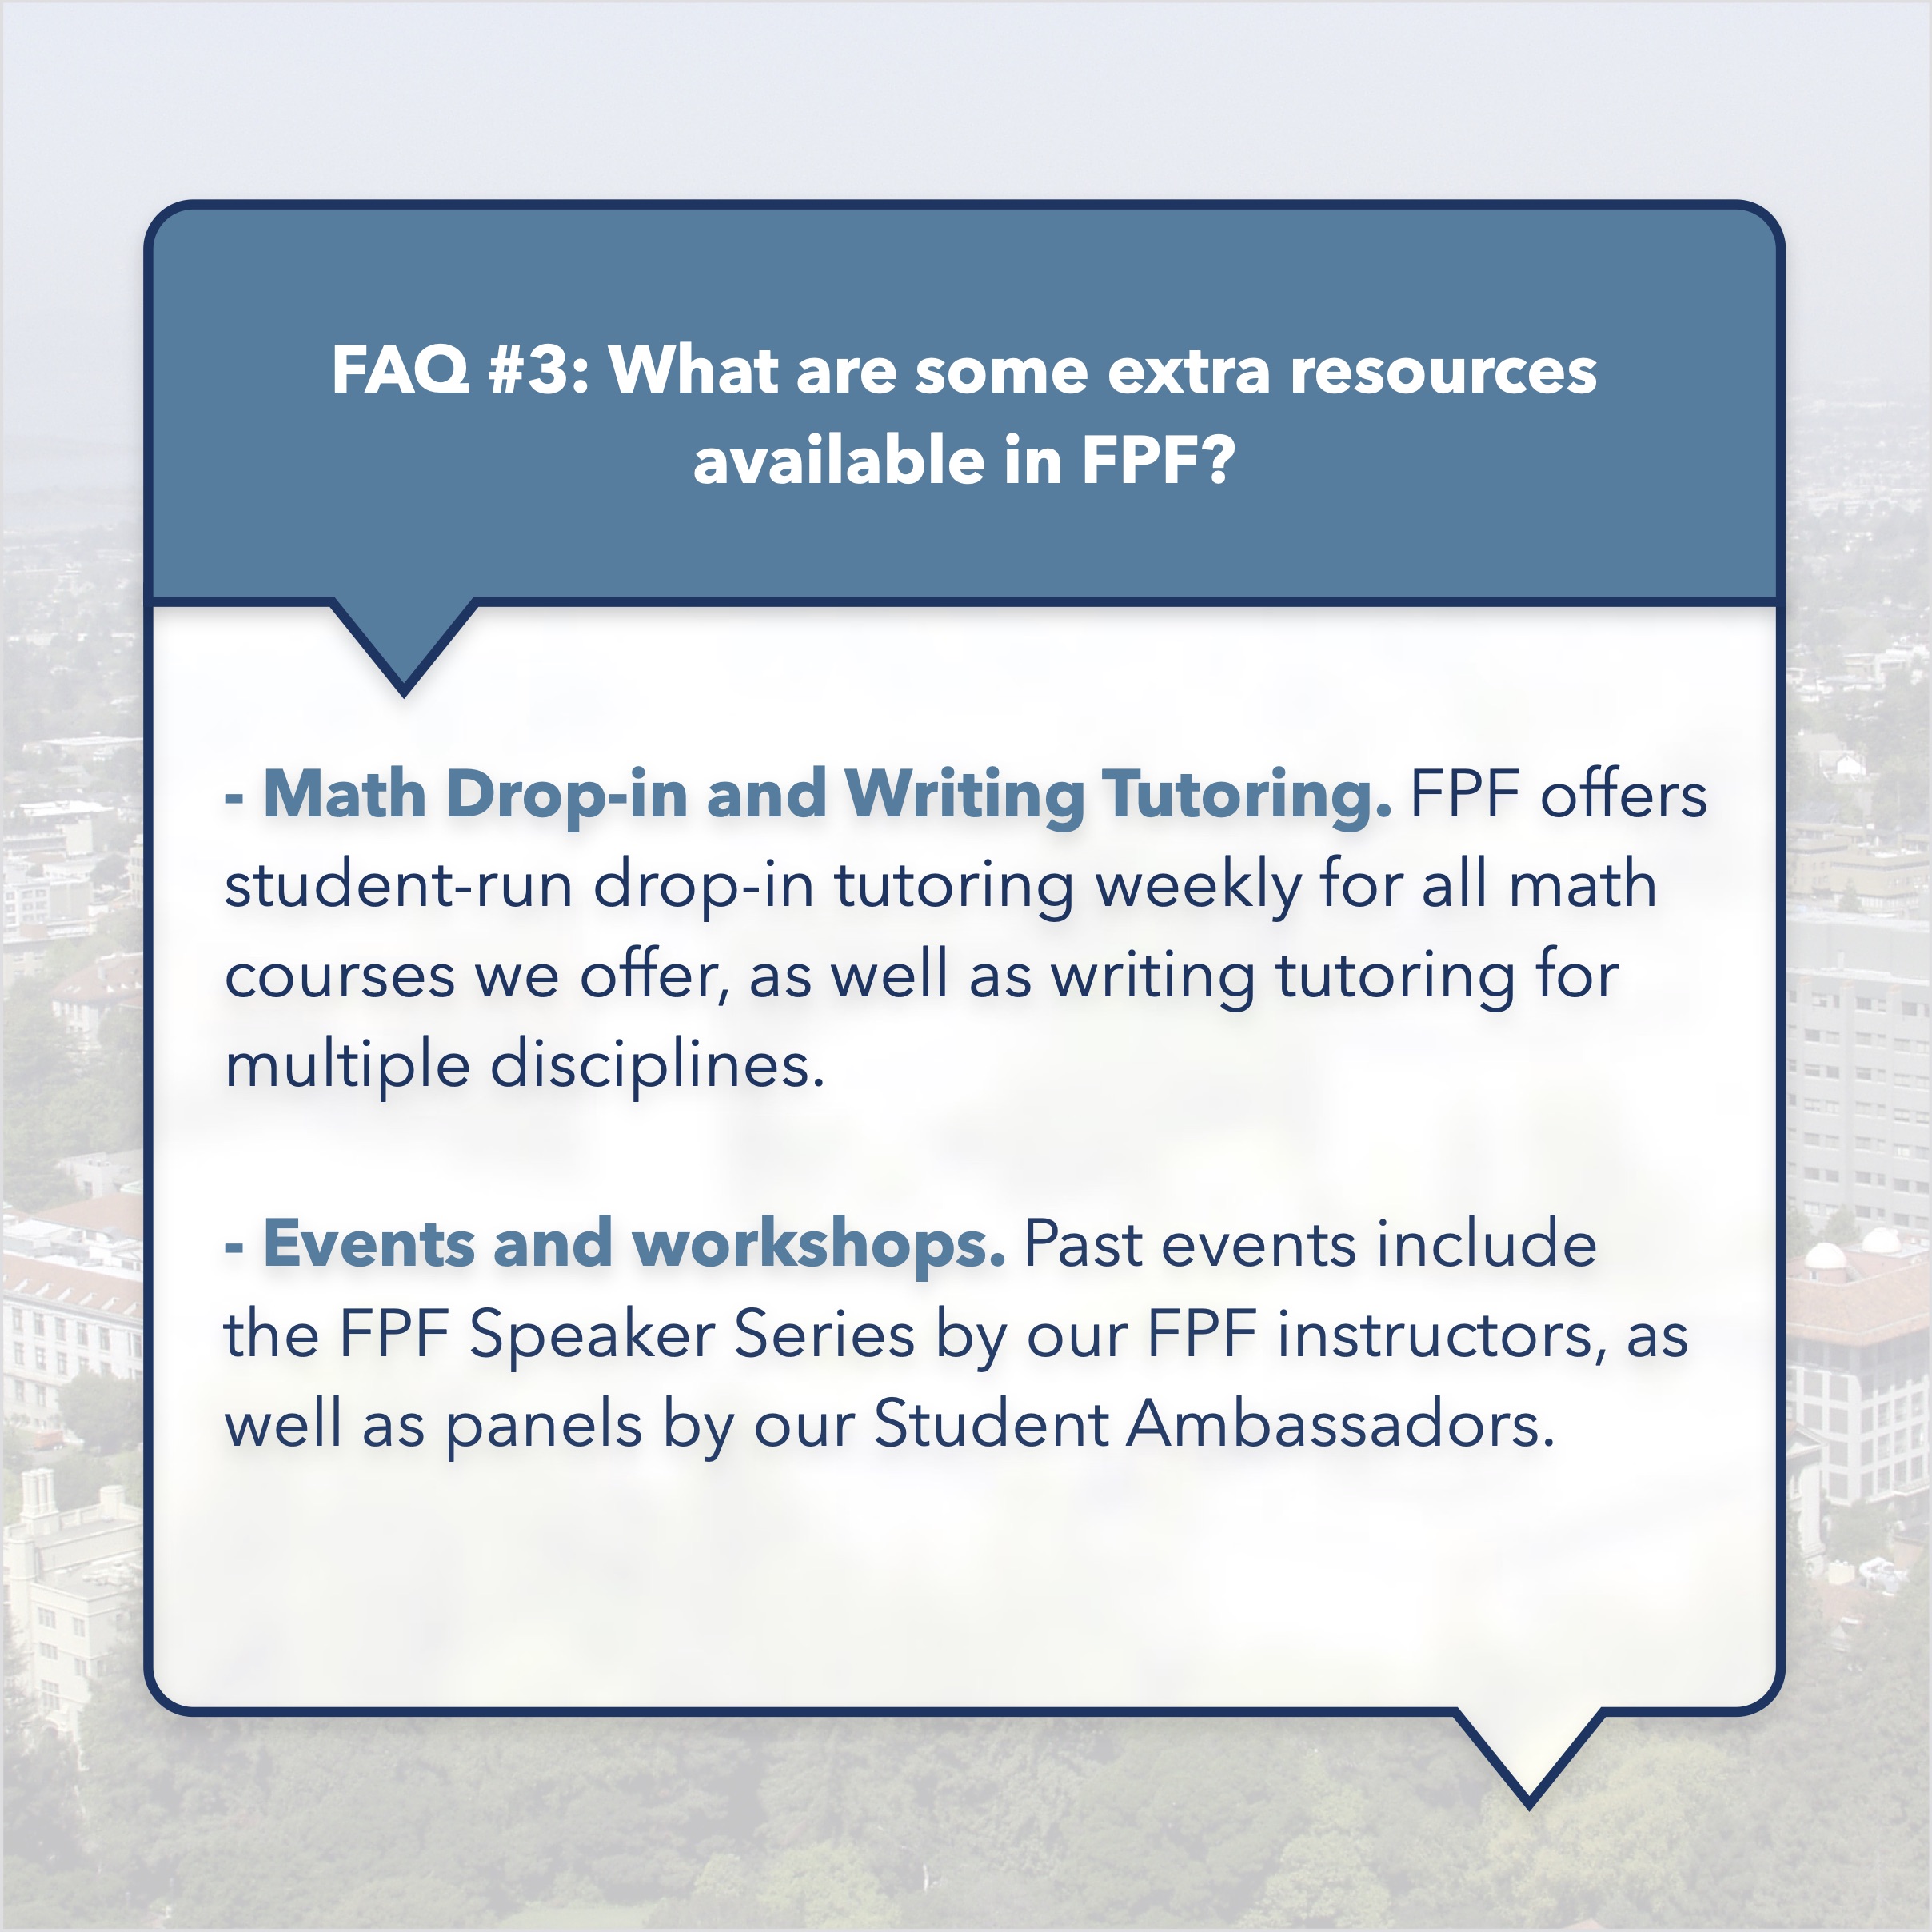 FAQ #3: What are some extra resources
available in FPF?
- Math Drop-in and Writing Tutoring. FPF offers
student-run drop-in tutoring weekly for all math
courses we offer, as well as writing tutoring for
multiple disciplines.
- Events and workshops. Past events include
the FPF Speaker Series by our FPF instructors, as
well as panels by our Student Ambassadors.